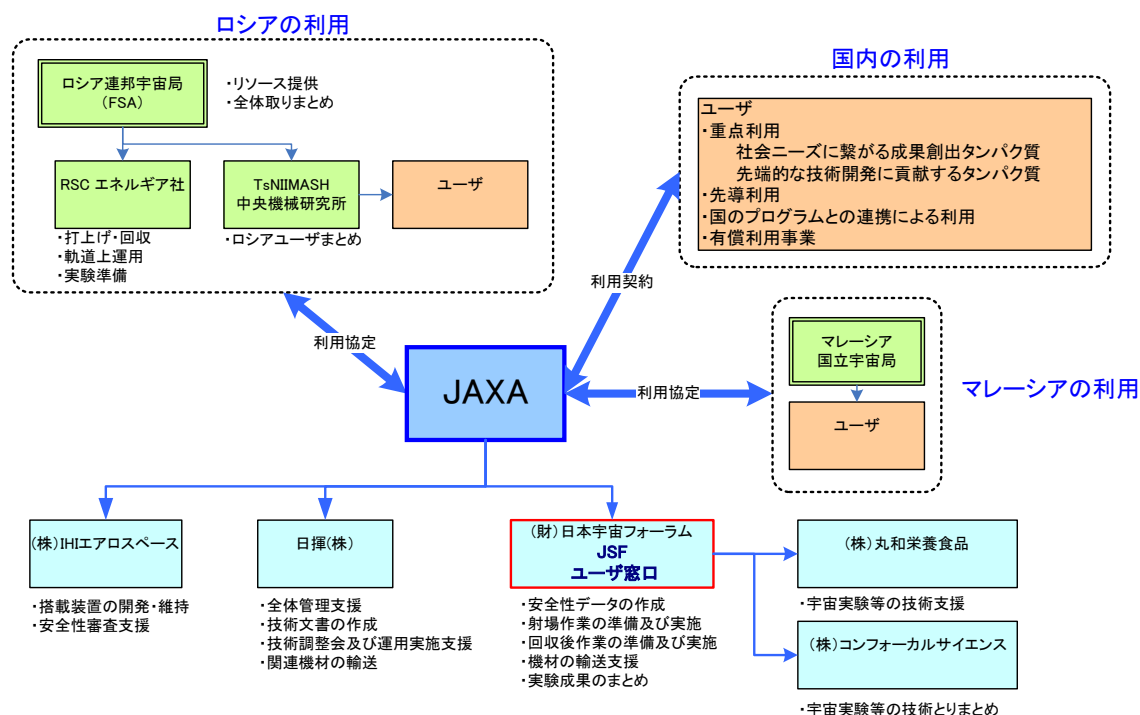 ロシアの利用
ロシア連邦宇宙局
(FSA)
・リソース提供
・全体取りまとめ
RSC エネルギア社
・打上げ・回収
・軌道上運用
・実験準備
TsNIIMASH
中央機械研究所
・ロシアユーザまとめ
ユーザ
国内の利用
ユーザ
・重点利用
社会ニーズに繋がる成果創出タンパク質
先端的な技術開発に貢献するタンパク質
・先導利用
・国のプログラムとの連携による利用
・有償利用事業
利用協定
利用契約
JAXA
利用協定
マレーシア
国立宇宙局
ユーザ
マレーシアの利用
(株)IHIエアロスペース
・搭載装置の開発・維持
・安全性審査支援
日揮(株)
・全体管理支援
・技術文書の作成
・技術調整会及び運用実施支援
・関連機材の輸送
(財)日本宇宙フォーラム
JSF
ユーザ窓口
・安全性データの作成
・射場作業の準備及び実施
・回収後作業の準備及び実施
・機材の輸送支援
・実験成果のまとめ
(株)丸和栄養食品
・宇宙実験等の技術支援
(株)コンフォーカルサイエンス
・宇宙実験等の技術とりまとめ